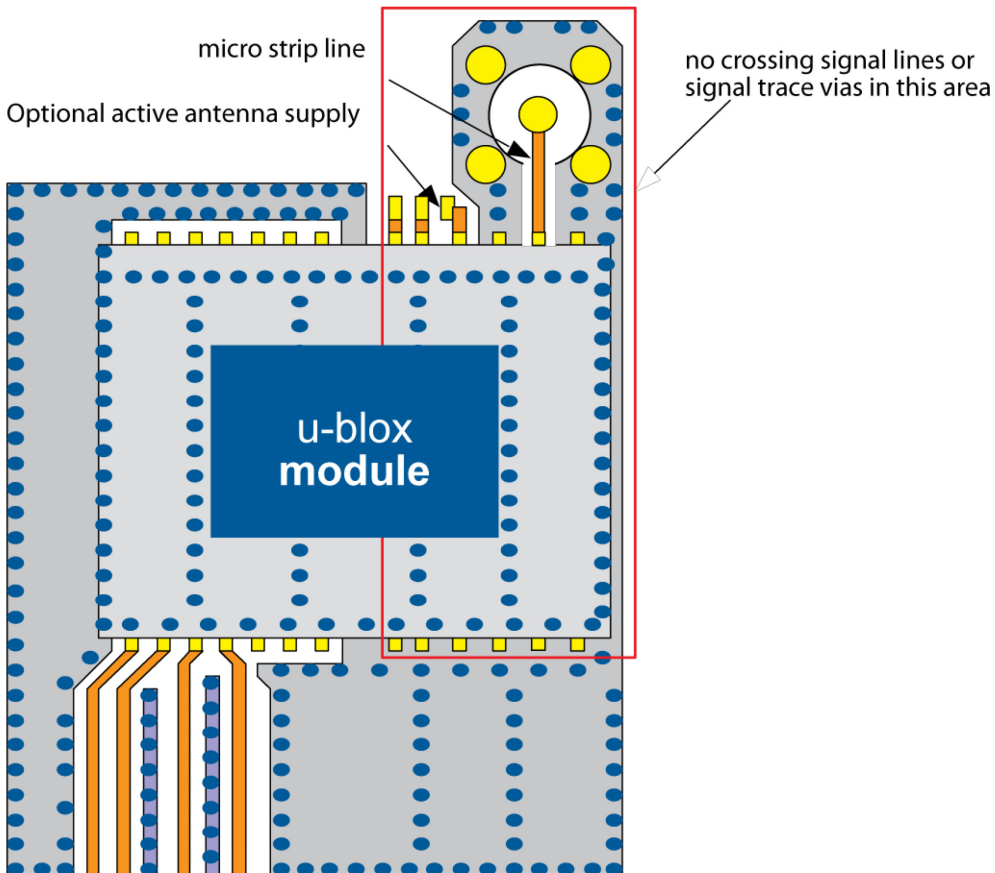 micro strip line
no crossing signal lines or
signal trace vias in this area
Optional active antenna supply
u-blox
module